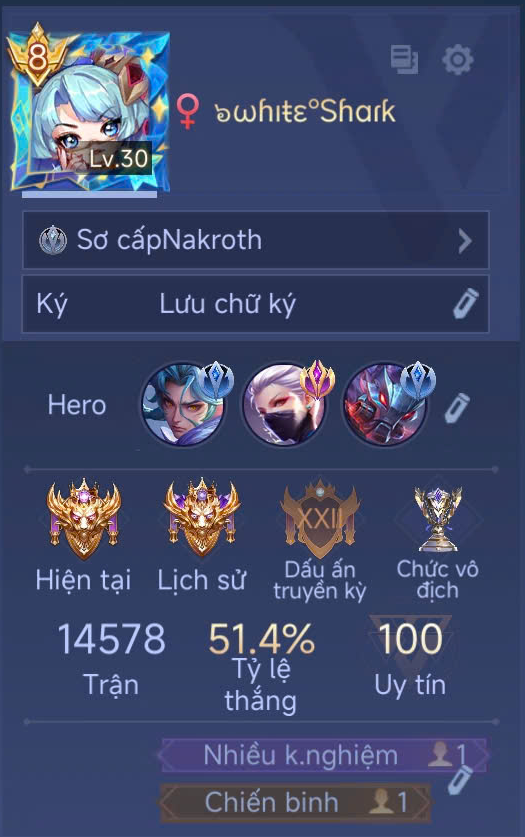 8
Lv.30
ঌwhιŧε°Shαrk
Sơ cấpNakroth
Ký Lưu chữ ký
Hero
XXII
Hiện tại Lịch sử Dấu ấn truyền kỳ Chức vô địch
14578 51.4% 100
Trận Tỷ lệ thắng Uy tín
Nhiều k.nghiệm 1
Chiến binh 1